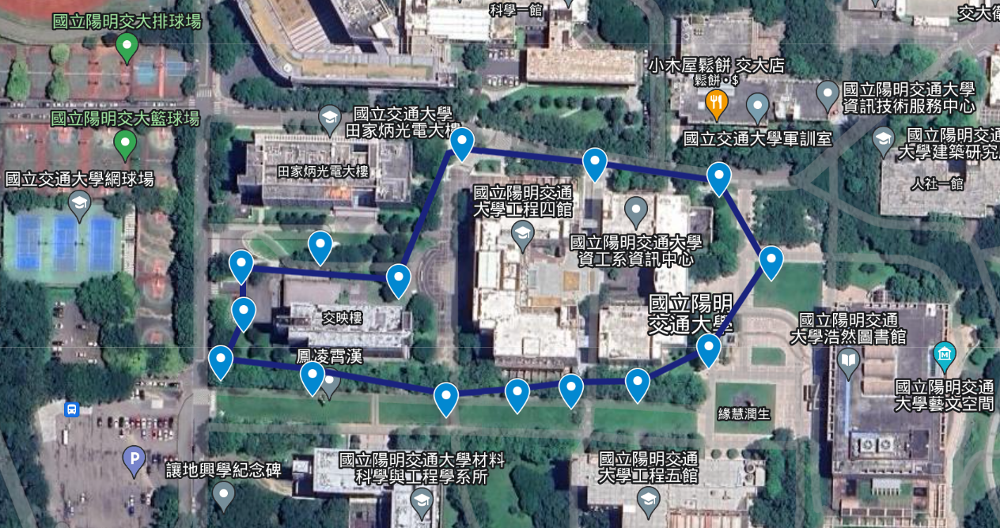 科學一館
交大衛
國立陽明交大排球場
小木屋鬆餅 交大店
鬆餅•$
國立陽明交通大學
資訊技術服務中心
國立陽明交大籃球場
國立交通大學
田家炳光電大樓
國立交通大學軍訓室
國立陽明交通
大學建築研究所
國立交通大學網球場
田家炳光電大樓
人社一館
國立陽明交通
大學工程四館
國立陽明交通大學
資工系資訊中心
交映樓
國立陽明
交通大學
國立陽明交通
大學浩然圖書館
鳳凌霄漢
國立陽明交通
大學藝文空間
緣慧潤生
P
讓地興學紀念碑
國立陽明交通大學材料
科學與工程學系所
國立陽明交通
大學工程五館